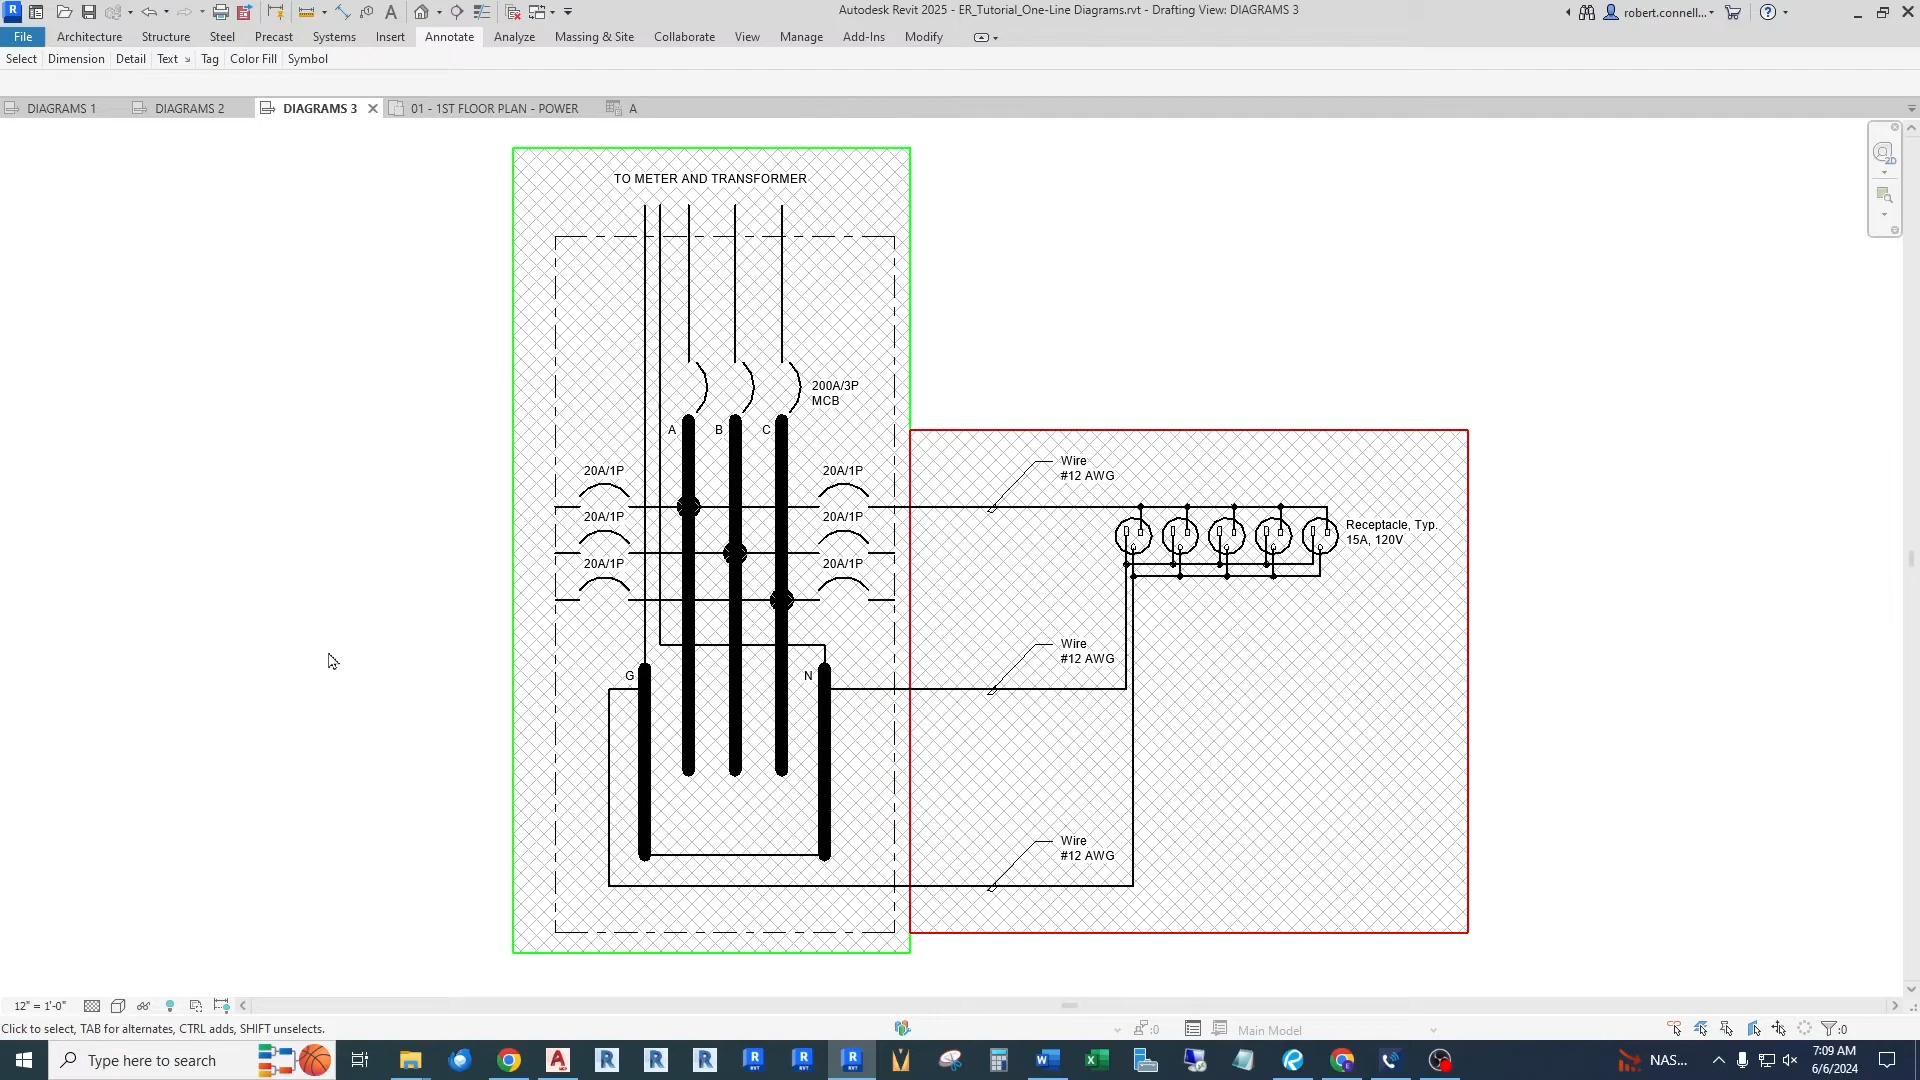 Autodesk Revit 2025 - ER_Tutorial_One-Line Diagrams.rvt - Drafting View: DIAGRAMS 3
robert.connell...
File Architecture Structure Steel Precast Systems Insert Annotate Analyze Massing & Site Collaborate View Manage Add-Ins Modify
Select Dimension Detail Text Tag Color Fill Symbol
DIAGRAMS 1 DIAGRAMS 2 DIAGRAMS 3 01 - 1ST FLOOR PLAN - POWER A
2D
TO METER AND TRANSFORMER
200A/3P
MCB
A B C
20A/1P 20A/1P
20A/1P 20A/1P
20A/1P 20A/1P
Wire
#12 AWG
Receptacle, Typ.
15A, 120V
Wire
#12 AWG
G N
Wire
#12 AWG
12" = 1'-0"
Click to select, TAB for alternates, CTRL adds, SHIFT unselects.
:0 Main Model :0
Type here to search
NAS...
7:09 AM
6/6/2024